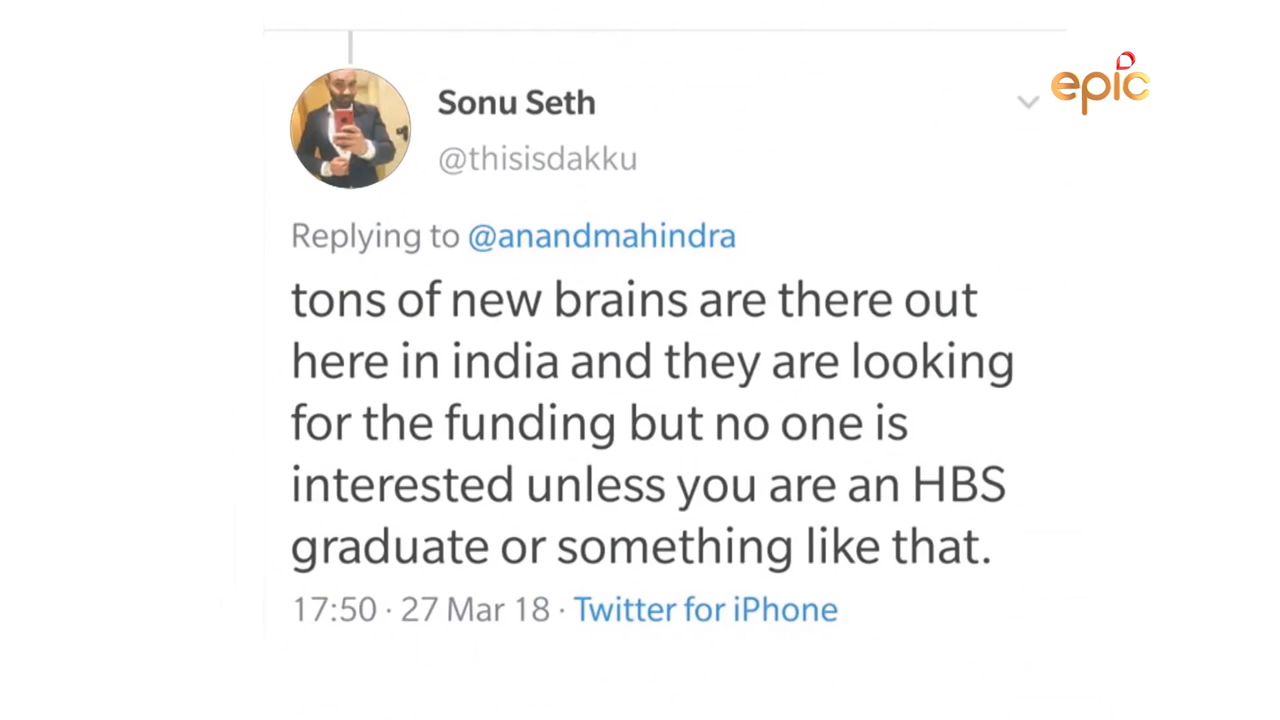 epic
Sonu Seth
@thisisdakku
Replying to @anandmahindra
tons of new brains are there out
here in india and they are looking
for the funding but no one is
interested unless you are an HBS
graduate or something like that.
17:50 · 27 Mar 18 · Twitter for iPhone